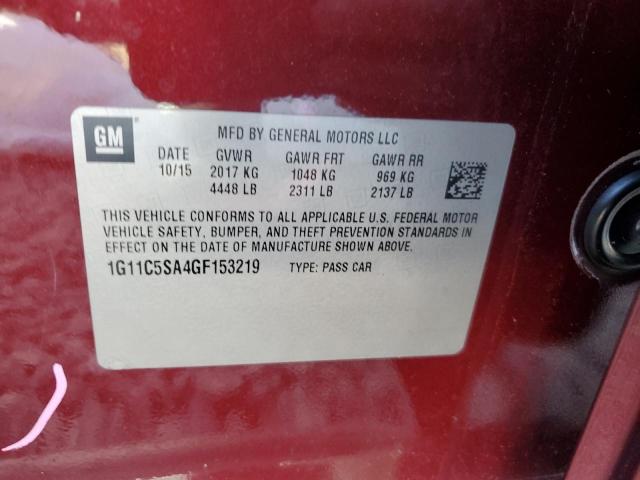 GM
MFD BY GENERAL MOTORS LLC
DATE GVWR GAWR FRT GAWR RR
10/15 2017 KG 1048 KG 969 KG
4448 LB 2311 LB 2137 LB
THIS VEHICLE CONFORMS TO ALL APPLICABLE U.S. FEDERAL MOTOR
VEHICLE SAFETY, BUMPER, AND THEFT PREVENTION STANDARDS IN
EFFECT ON THE DATE OF MANUFACTURE SHOWN ABOVE.
1G11C5SA4GF153219 TYPE: PASS CAR